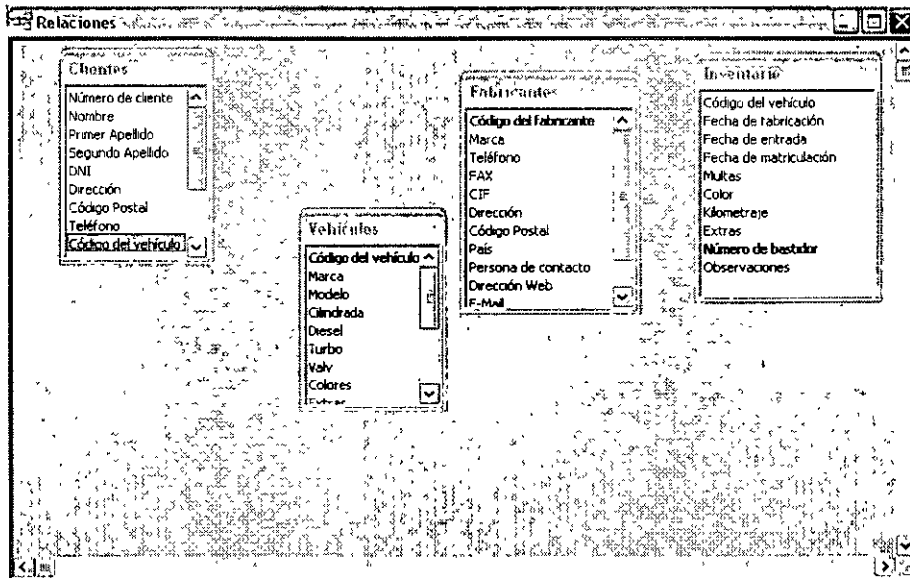 Relaciones
Clientes
Número de cliente
Nombre
Primer Apellido
Segundo Apellido
DNI
Dirección
Código Postal
Teléfono
Código del vehículo
Vehículos
Código del vehículo
Marca
Modelo
Cilindrada
Diesel
Turbo
Valv
Colores
Extras
Fabricantes
Código del fabricante
Marca
Teléfono
FAX
CIF
Dirección
Código Postal
País
Persona de contacto
Dirección Web
E-Mail
Inventario
Código del vehículo
Fecha de fabricación
Fecha de entrada
Fecha de matriculación
Multas
Color
Kilometraje
Extras
Número de bastidor
Observaciones